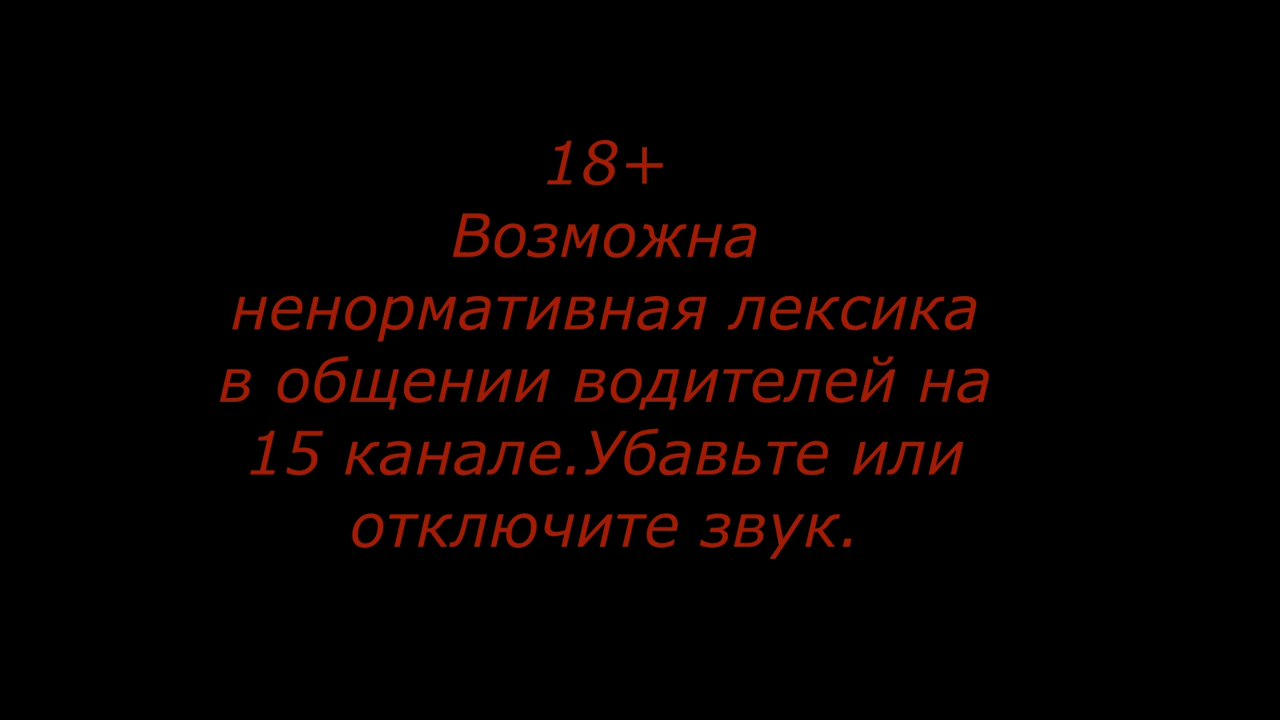 18+
Возможна
ненормативная лексика
в общении водителей на
15 канале.Убавьте или
отключите звук.